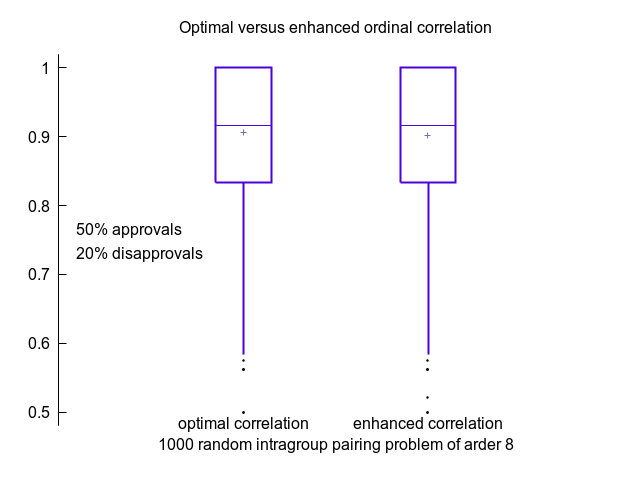 Optimal versus enhanced ordinal correlation
1
0.9
0.8
50% approvals
20% disapprovals
0.7
0.6
0.5
optimal correlation enhanced correlation
1000 random intragroup pairing problem of arder 8